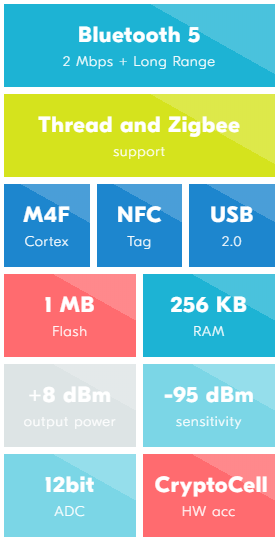 Bluetooth 5
2 Mbps + Long Range
Thread and Zigbee
support
M4F
Cortex
NFC
Tag
USB
2.0
1 MB
Flash
256 KB
RAM
+8 dBm
output power
-95 dBm
sensitivity
12bit
ADC
CryptoCell
HW acc